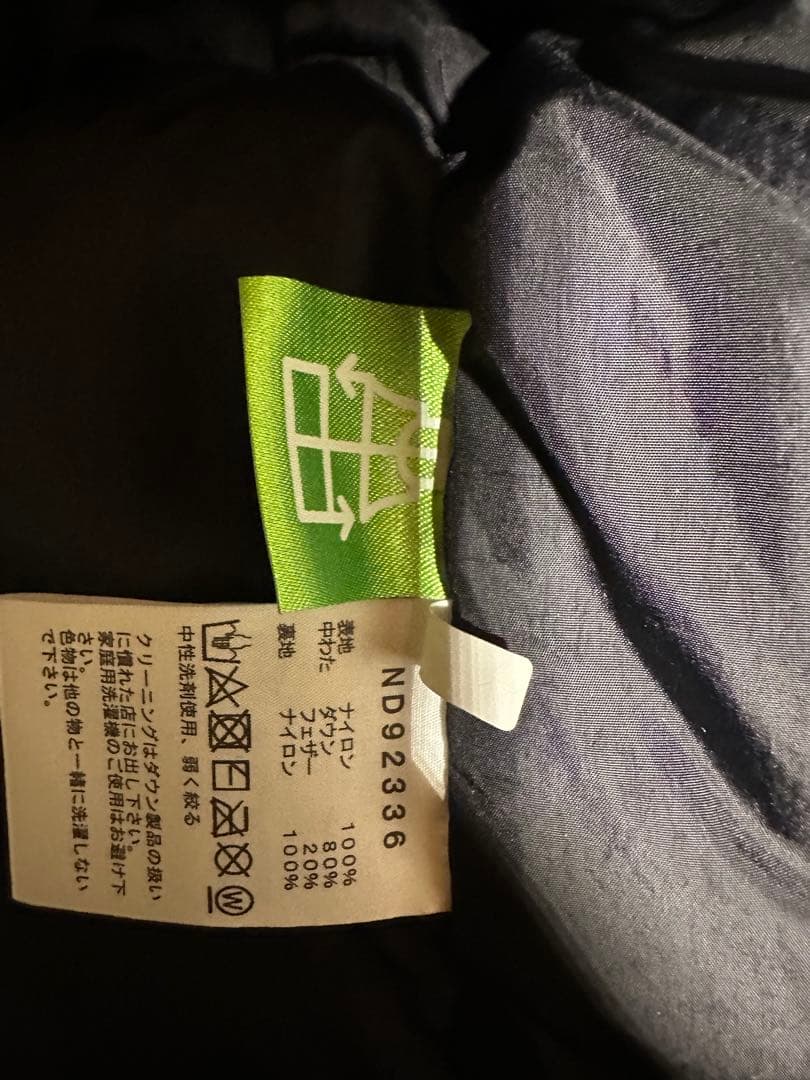 ND92336
表地 ナイロン 100%
中わた ダウン 80%
フェザー 20%
裏地 ナイロン 100%
W
中性洗剤使用、弱く絞る
クリーニングはダウン製品の扱い
に慣れた店にお出し下さい。
家庭用洗濯機のご使用はお避け下
さい。
色物は他の物と一緒に洗濯しない
で下さい。